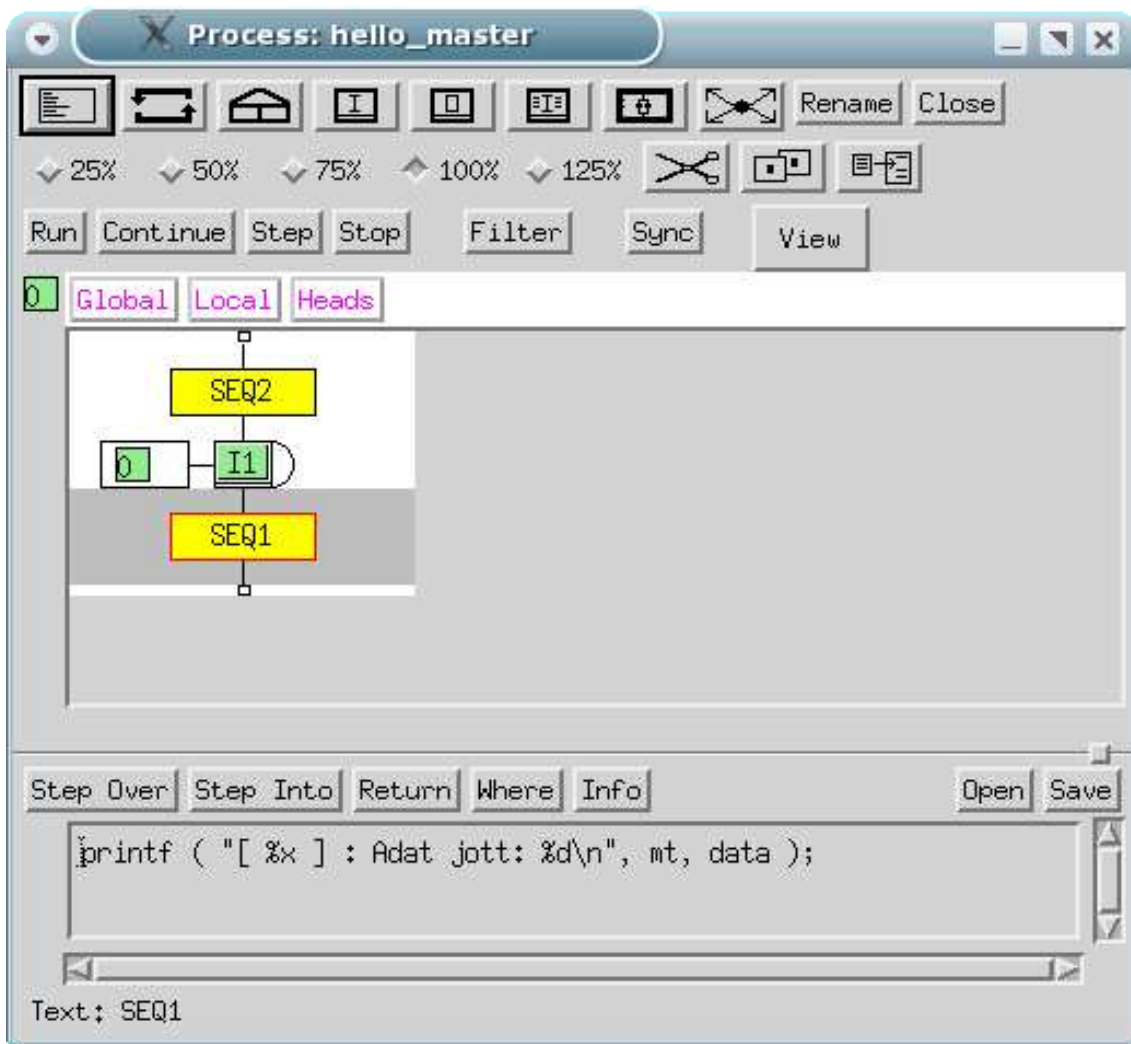 Process: hello_master
Rename Close
25% 50% 75% 100% 125%
Run Continue Step Stop Filter Sync View
0 Global Local Heads
SEQ2
0 I1
SEQ1
Step Over Step Into Return Where Info Open Save
printf ( "[ %x ] : Adat jott: %d\n", mt, data );
Text: SEQ1